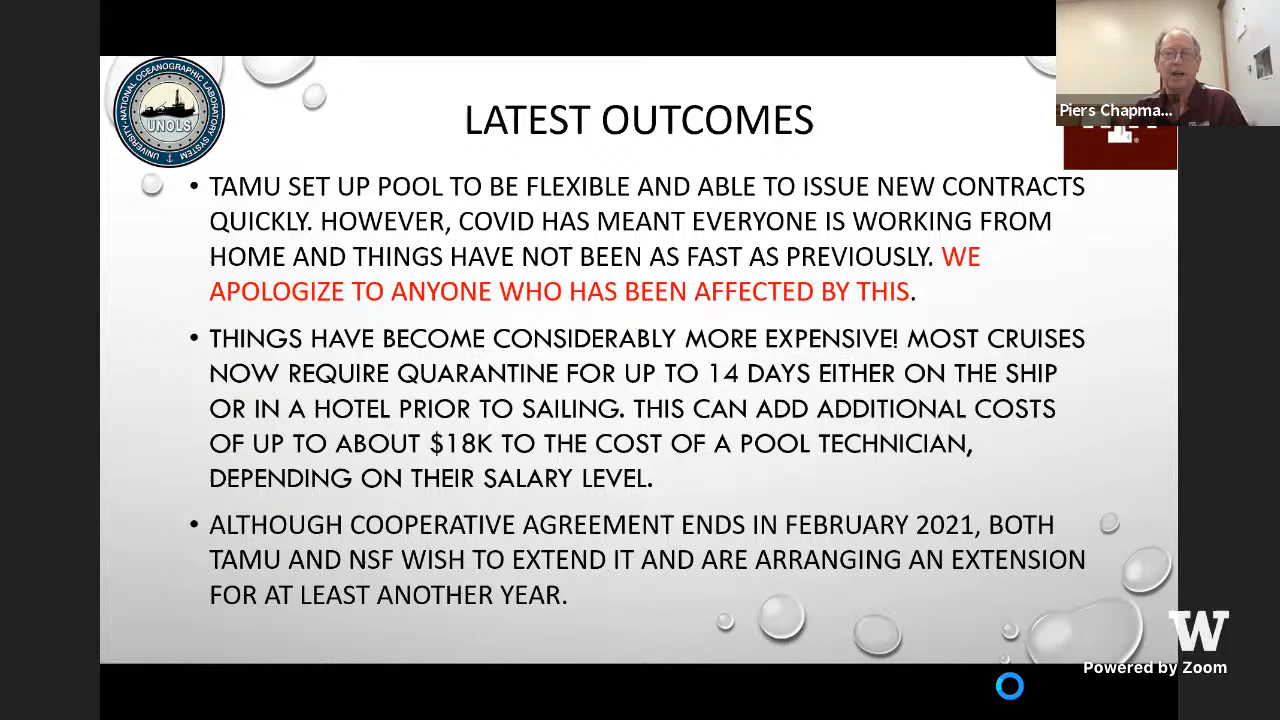 UNIVERSITY-NATIONAL OCEANOGRAPHIC LABORATORY SYSTEM
UNOLS
Piers Chapma...
LATEST OUTCOMES
• TAMU SET UP POOL TO BE FLEXIBLE AND ABLE TO ISSUE NEW CONTRACTS
QUICKLY. HOWEVER, COVID HAS MEANT EVERYONE IS WORKING FROM
HOME AND THINGS HAVE NOT BEEN AS FAST AS PREVIOUSLY. WE
APOLOGIZE TO ANYONE WHO HAS BEEN AFFECTED BY THIS.
• THINGS HAVE BECOME CONSIDERABLY MORE EXPENSIVE! MOST CRUISES
NOW REQUIRE QUARANTINE FOR UP TO 14 DAYS EITHER ON THE SHIP
OR IN A HOTEL PRIOR TO SAILING. THIS CAN ADD ADDITIONAL COSTS
OF UP TO ABOUT $18K TO THE COST OF A POOL TECHNICIAN,
DEPENDING ON THEIR SALARY LEVEL.
• ALTHOUGH COOPERATIVE AGREEMENT ENDS IN FEBRUARY 2021, BOTH
TAMU AND NSF WISH TO EXTEND IT AND ARE ARRANGING AN EXTENSION
FOR AT LEAST ANOTHER YEAR.
W
Powered by Zoom